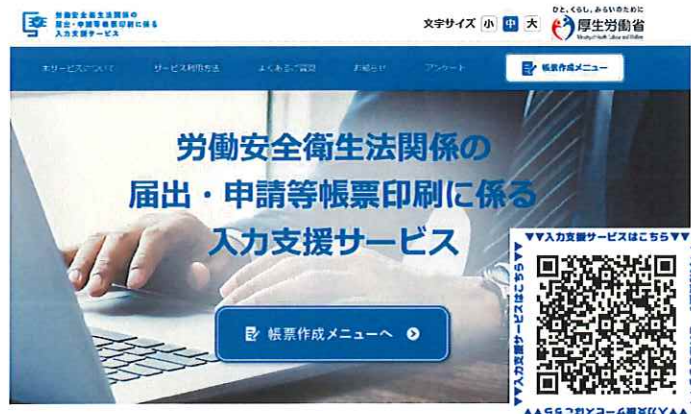 労働安全衛生法関係の
届出・申請等帳票印刷に係る
入力支援サービス
文字サイズ 小 中 大
ひと、くらし、みらいのために
厚生労働省
Ministry of Health, Labour and Welfare
本サービスについて サービス利用方法 よくあるご質問 お知らせ アンケート 帳票作成メニュー
労働安全衛生法関係の
届出・申請等帳票印刷に係る
入力支援サービス
帳票作成メニューへ
▼▼入力支援サービスはこちら▼▼
▼▼入力支援サービスはこちら▼▼
▼▼入力支援サービスはこちら▼▼